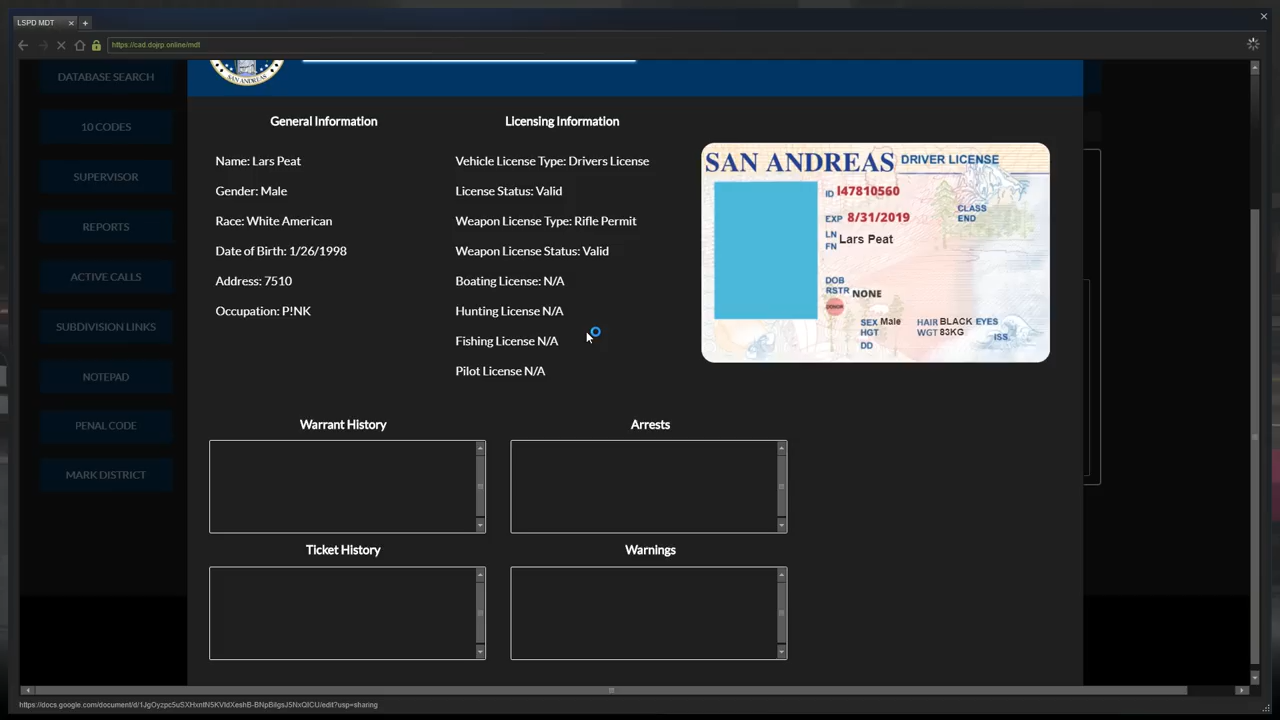 LSPD MDT
https://cad.dojrp.online/mdt
DATABASE SEARCH
10 CODES
SUPERVISOR
REPORTS
ACTIVE CALLS
SUBDIVISION LINKS
NOTEPAD
PENAL CODE
MARK DISTRICT
SAN ANDREAS
General Information
Name: Lars Peat
Gender: Male
Race: White American
Date of Birth: 1/26/1998
Address: 7510
Occupation: P!NK
Licensing Information
Vehicle License Type: Drivers License
License Status: Valid
Weapon License Type: Rifle Permit
Weapon License Status: Valid
Boating License: N/A
Hunting License N/A
Fishing License N/A
Pilot License N/A
SAN ANDREAS DRIVER LICENSE
ID I47810560
EXP 8/31/2019
CLASS
END
LN
FN Lars Peat
DOB
RSTR NONE
DONOR
SEX Male HAIR BLACK EYES
HGT WGT 83KG ISS.
DD
Warrant History
Arrests
Ticket History
Warnings